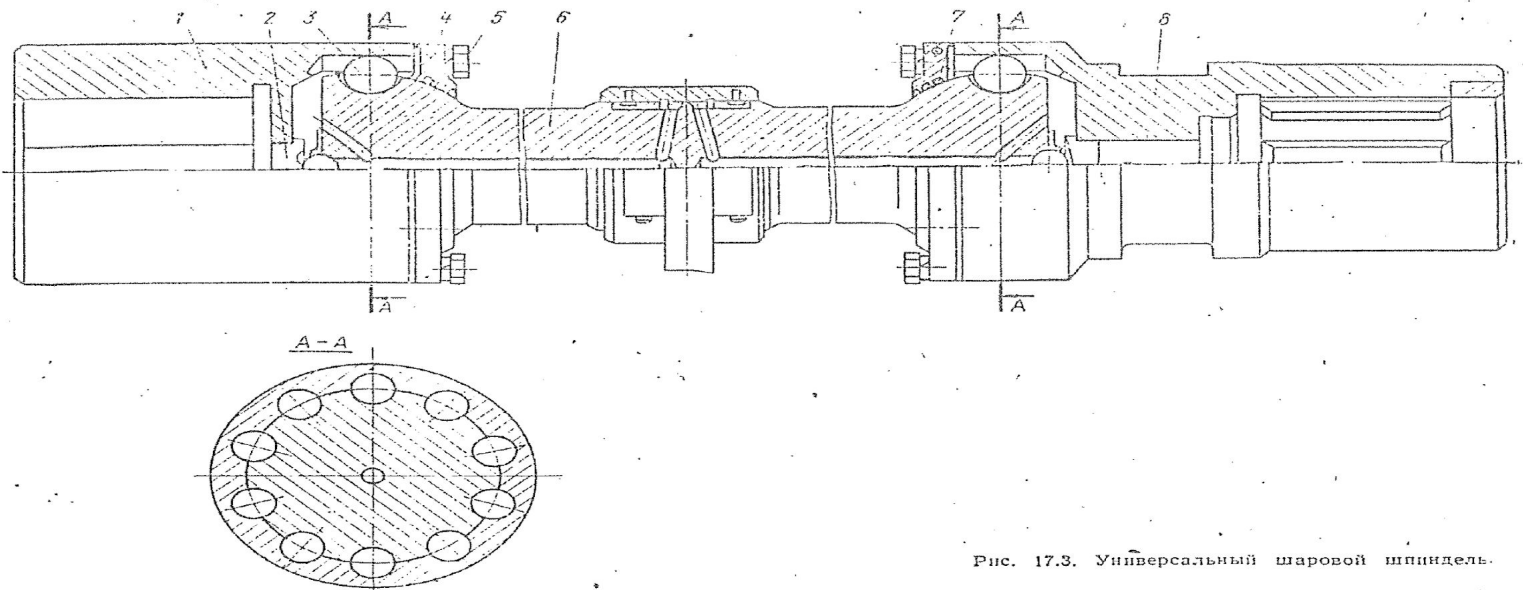 1 2 3 A 4 5 6 7 A 8
A A
A-A
Рис. 17.3. Универсальный шаровой шпиндель.